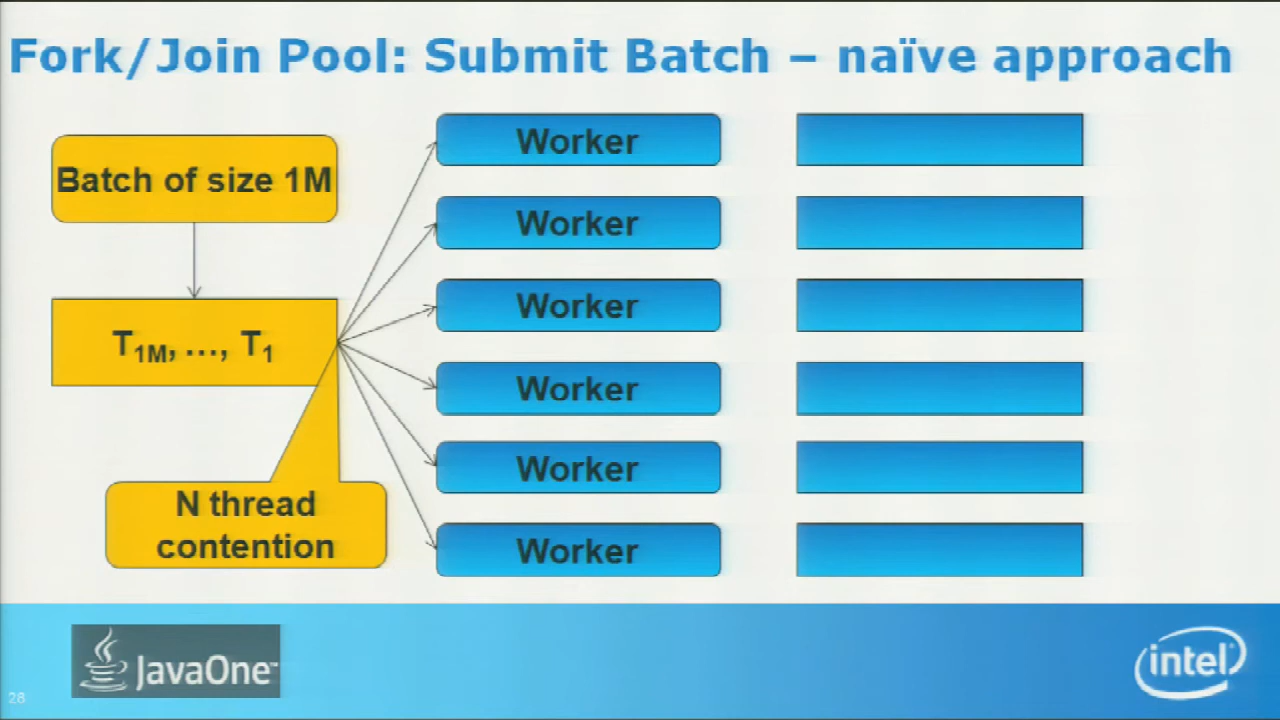 Fork/Join Pool: Submit Batch – naïve approach
Batch of size 1M
T1M, ..., T1
N thread
contention
Worker
Worker
Worker
Worker
Worker
Worker
JavaOne™
intel
28